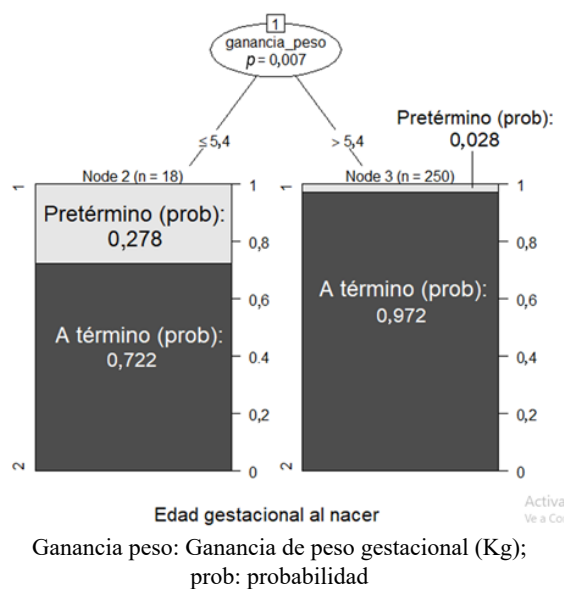 1
ganancia_peso
p = 0,007
≤ 5,4
> 5,4
Pretérmino (prob):
0,028
Node 2 (n = 18)
Node 3 (n = 250)
1
Pretérmino (prob):
0,278
A término (prob):
0,722
2
1
0,8
0,6
0.4
0,2
0
1
A término (prob):
0,972
2
1
0,8
0,6
0,4
0,2
0
Edad gestacional al nacer
Activa
Ve a Co
Ganancia peso: Ganancia de peso gestacional (Kg);
prob: probabilidad